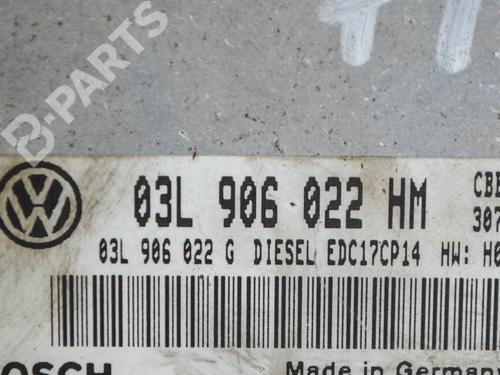 B-PARTS
03L 906 022 HM CBE
03L 906 022 G DIESEL EDC17CP14 HW: H0
307
BOSCH Made in Germany